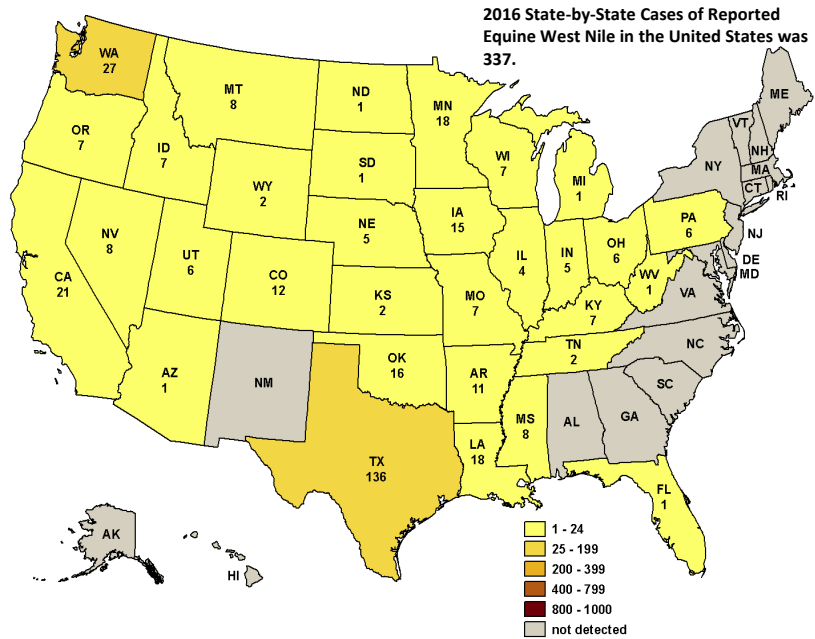 2016 State-by-State Cases of Reported
Equine West Nile in the United States was
337.
WA
27
MT
8
ND
1
MN
18
ME
OR
7
ID
7
SD
1
WI
7
MI
1
NY
VT
NH
MA
CT
RI
WY
2
NV
8
UT
6
CA
21
CO
12
NE
5
IA
15
IL
4
IN
5
OH
6
PA
6
NJ
DE
MD
WV
1
VA
KS
2
MO
7
KY
7
NC
TN
2
SC
AZ
1
NM
OK
16
AR
11
MS
8
AL
GA
LA
18
TX
136
FL
1
AK
HI
1 - 24
25 - 199
200 - 399
400 - 799
800 - 1000
not detected